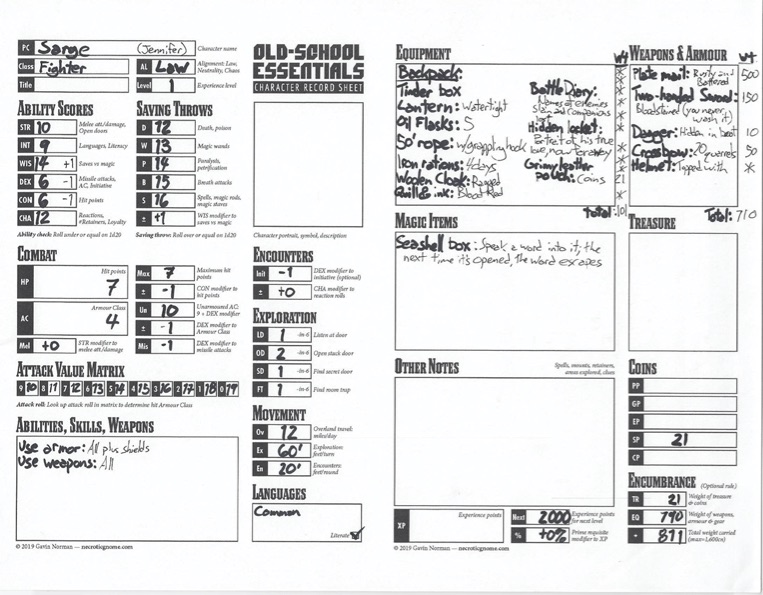 PC Sarge (Jennifer) Character name
Class Fighter AL Law Alignment: Law, Neutrality, Chaos
Title Level 1 Experience level
OLD-SCHOOL
ESSENTIALS
CHARACTER RECORD SHEET
ABILITY SCORES
STR 10 Melee att/damage, Open doors
INT 9 Languages, Literacy
WIS 14 +1 Saves vs magic
DEX 6 -1 Missile attacks, AC, Initiative
CON 6 -1 Hit points
CHA 12 Reactions, #Retainers, Loyalty
Ability check: Roll under or equal on 1d20
SAVING THROWS
D 12 Death, poison
W 13 Magic wands
P 14 Paralysis, petrification
B 15 Breath attacks
S 16 Spells, magic rods, magic staves
± +1 WIS modifier to saves vs magic
Saving throw: Roll over or equal on 1d20
Character portrait, symbol, description
COMBAT
HP 7 Hit points
AC 4 Armour Class
Mel +0 STR modifier to melee att/damage
Max 7 Maximum hit points
± -1 CON modifier to hit points
Un 10 Unarmoured AC: 9 + DEX modifier
± -1 DEX modifier to Armour Class
Mis -1 DEX modifier to missile attacks
ATTACK VALUE MATRIX
9 10 8 11 7 12 6 13 5 14 4 15 3 16 2 17 1 18 0 19
Attack roll: Look up attack roll in matrix to determine hit Armour Class
ABILITIES, SKILLS, WEAPONS
Use armor: All plus shields
Use weapons: All
ENCOUNTERS
Init -1 DEX modifier to initiative (optional)
± +0 CHA modifier to reaction rolls
EXPLORATION
LD 1 -in-6 Listen at door
OD 2 -in-6 Open stuck door
SD 1 -in-6 Find secret door
FT 1 -in-6 Find room trap
MOVEMENT
Ov 12 Overland travel: miles/day
Ex 60' Exploration: feet/turn
En 20' Encounters: feet/round
LANGUAGES
Common
Literate
© 2019 Gavin Norman — necroticgnome.com
EQUIPMENT wt
Backpack:
Tinder box
Lantern: Watertight
Oil Flasks: 5
50' rope: w/grappling hook
Iron rations: 4 days
Woolen Cloak: Ragged
Quill & ink: Blood Red
Battle Diary:
Names of enemies
slain and companions
lost
Hidden locket:
Portrait of his true
love, now far away
Grimy leather
pouch: Coins
21
total: 101
WEAPONS & ARMOUR wt.
Plate mail: Rusty and Battered 500
Two-handed Sword: 150
Bloodstained (you never
wash it)
Dagger: Hidden in boot 10
Crossbow: 20 quarrels 50
Helmet: Topped with *
Total: 710
MAGIC ITEMS
Seashell box: Speak a word into it, the
next time it's opened, the word escapes
TREASURE
OTHER NOTES Spells, mounts, retainers, areas explored, clues
COINS
PP
GP
EP
SP 21
CP
ENCUMBRANCE (Optional rule)
TR 21 Weight of treasure & coins
EQ 790 Weight of weapons, armour & gear
+ 811 Total weight carried (max=1,600cn)
XP Experience points
Next 2000 Experience points for next level
% +0% Prime requisite modifier to XP
© 2019 Gavin Norman — necroticgnome.com